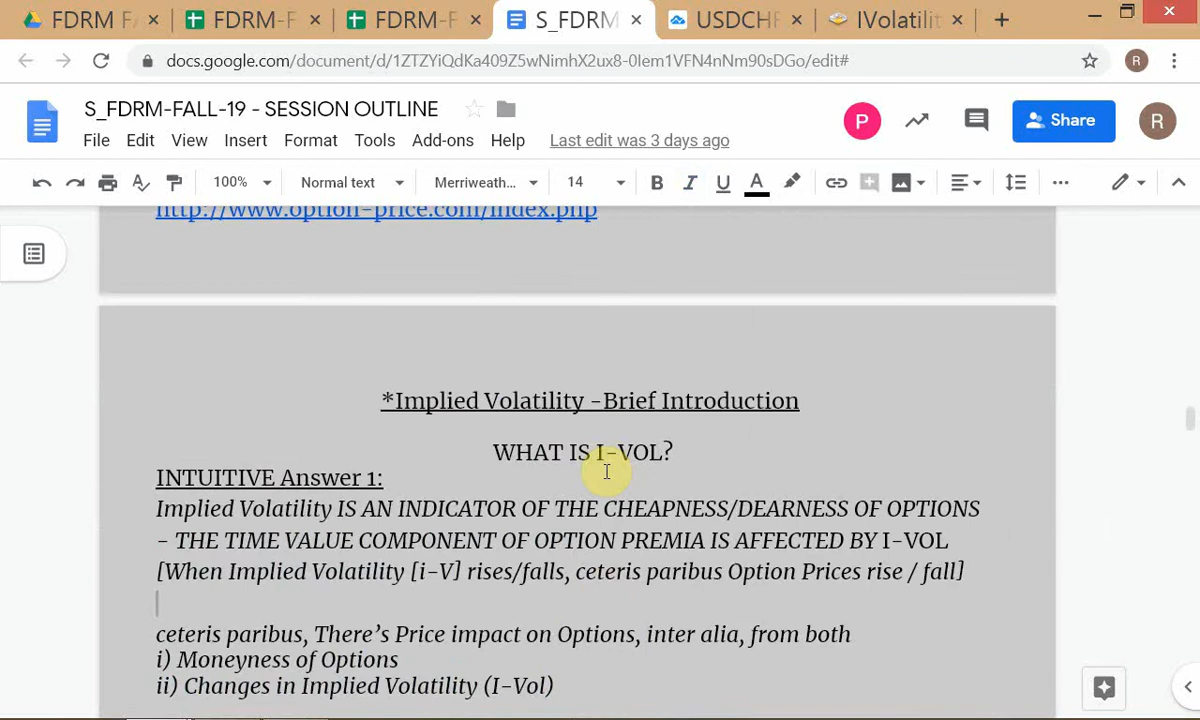 FDRM FA
FDRM-F
FDRM-F
S_FDRM
USDCHF
IVolatilit
docs.google.com/document/d/1ZTZYiQdKa409Z5wNimhX2ux8-0Iem1VFN4nNm90sDGo/edit#
R
S_FDRM-FALL-19 - SESSION OUTLINE
P
Share
R
File Edit View Insert Format Tools Add-ons Help Last edit was 3 days ago
100% Normal text Merriweath... 14 B I U A
http://www.option-price.com/index.php
*Implied Volatility -Brief Introduction
WHAT IS I-VOL?
INTUITIVE Answer 1:
Implied Volatility IS AN INDICATOR OF THE CHEAPNESS/DEARNESS OF OPTIONS
- THE TIME VALUE COMPONENT OF OPTION PREMIA IS AFFECTED BY I-VOL
[When Implied Volatility [i-V] rises/falls, ceteris paribus Option Prices rise / fall]
ceteris paribus, There's Price impact on Options, inter alia, from both
i) Moneyness of Options
ii) Changes in Implied Volatility (I-Vol)